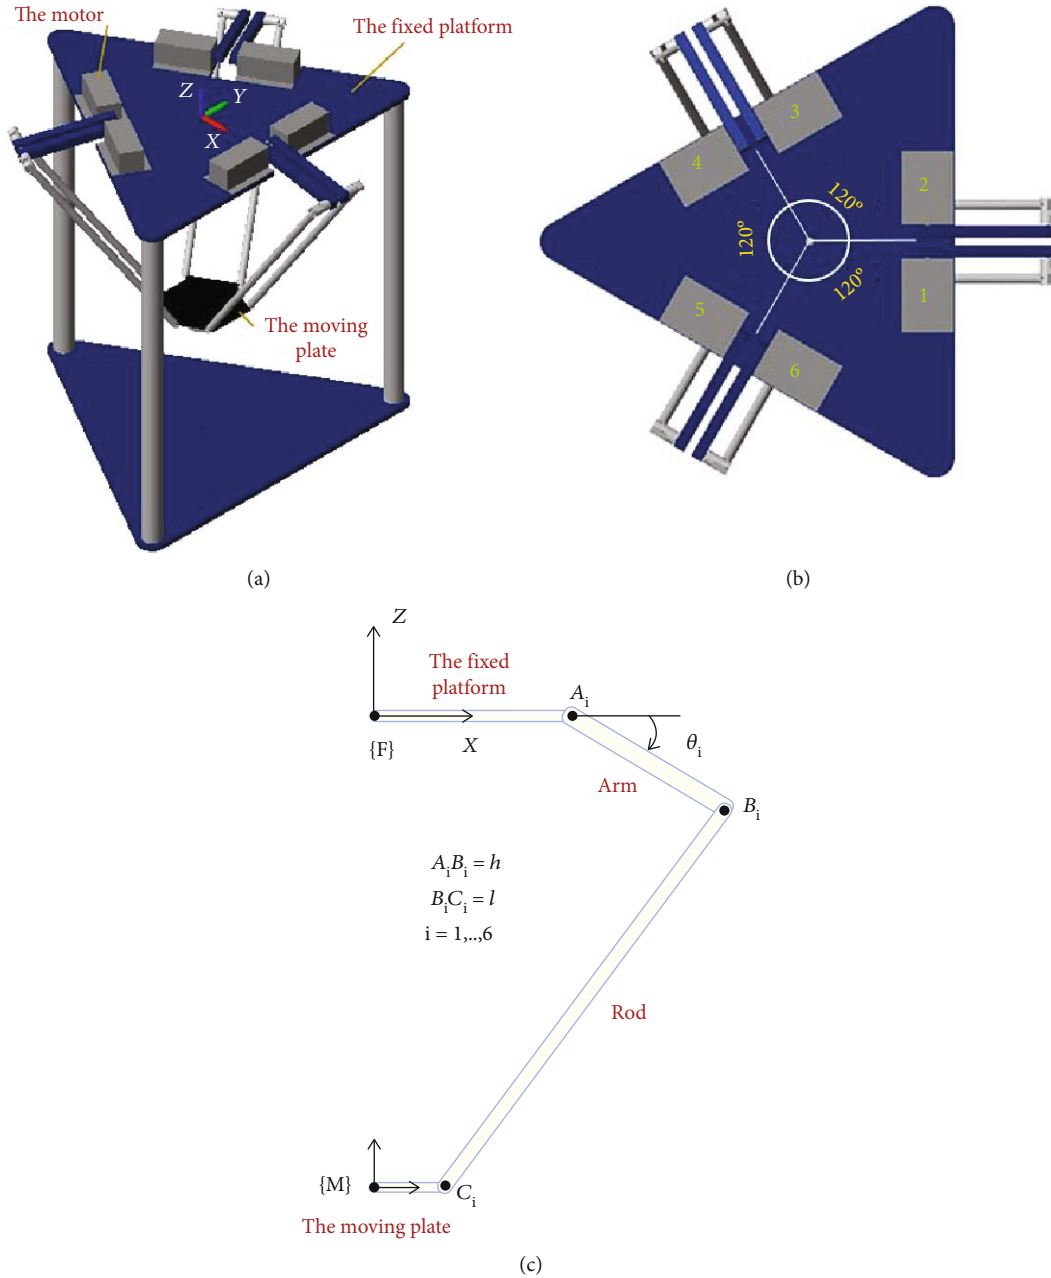 The motor
The fixed platform
Z
Y
X
The moving
plate
(a)
3
4
2
120°
120°
120°
5
1
6
(b)
Z
The fixed
platform
A_i
{F}
X
θ_i
Arm
B_i
A_iB_i = h
B_iC_i = l
i = 1,..,6
Rod
{M}
C_i
The moving plate
(c)